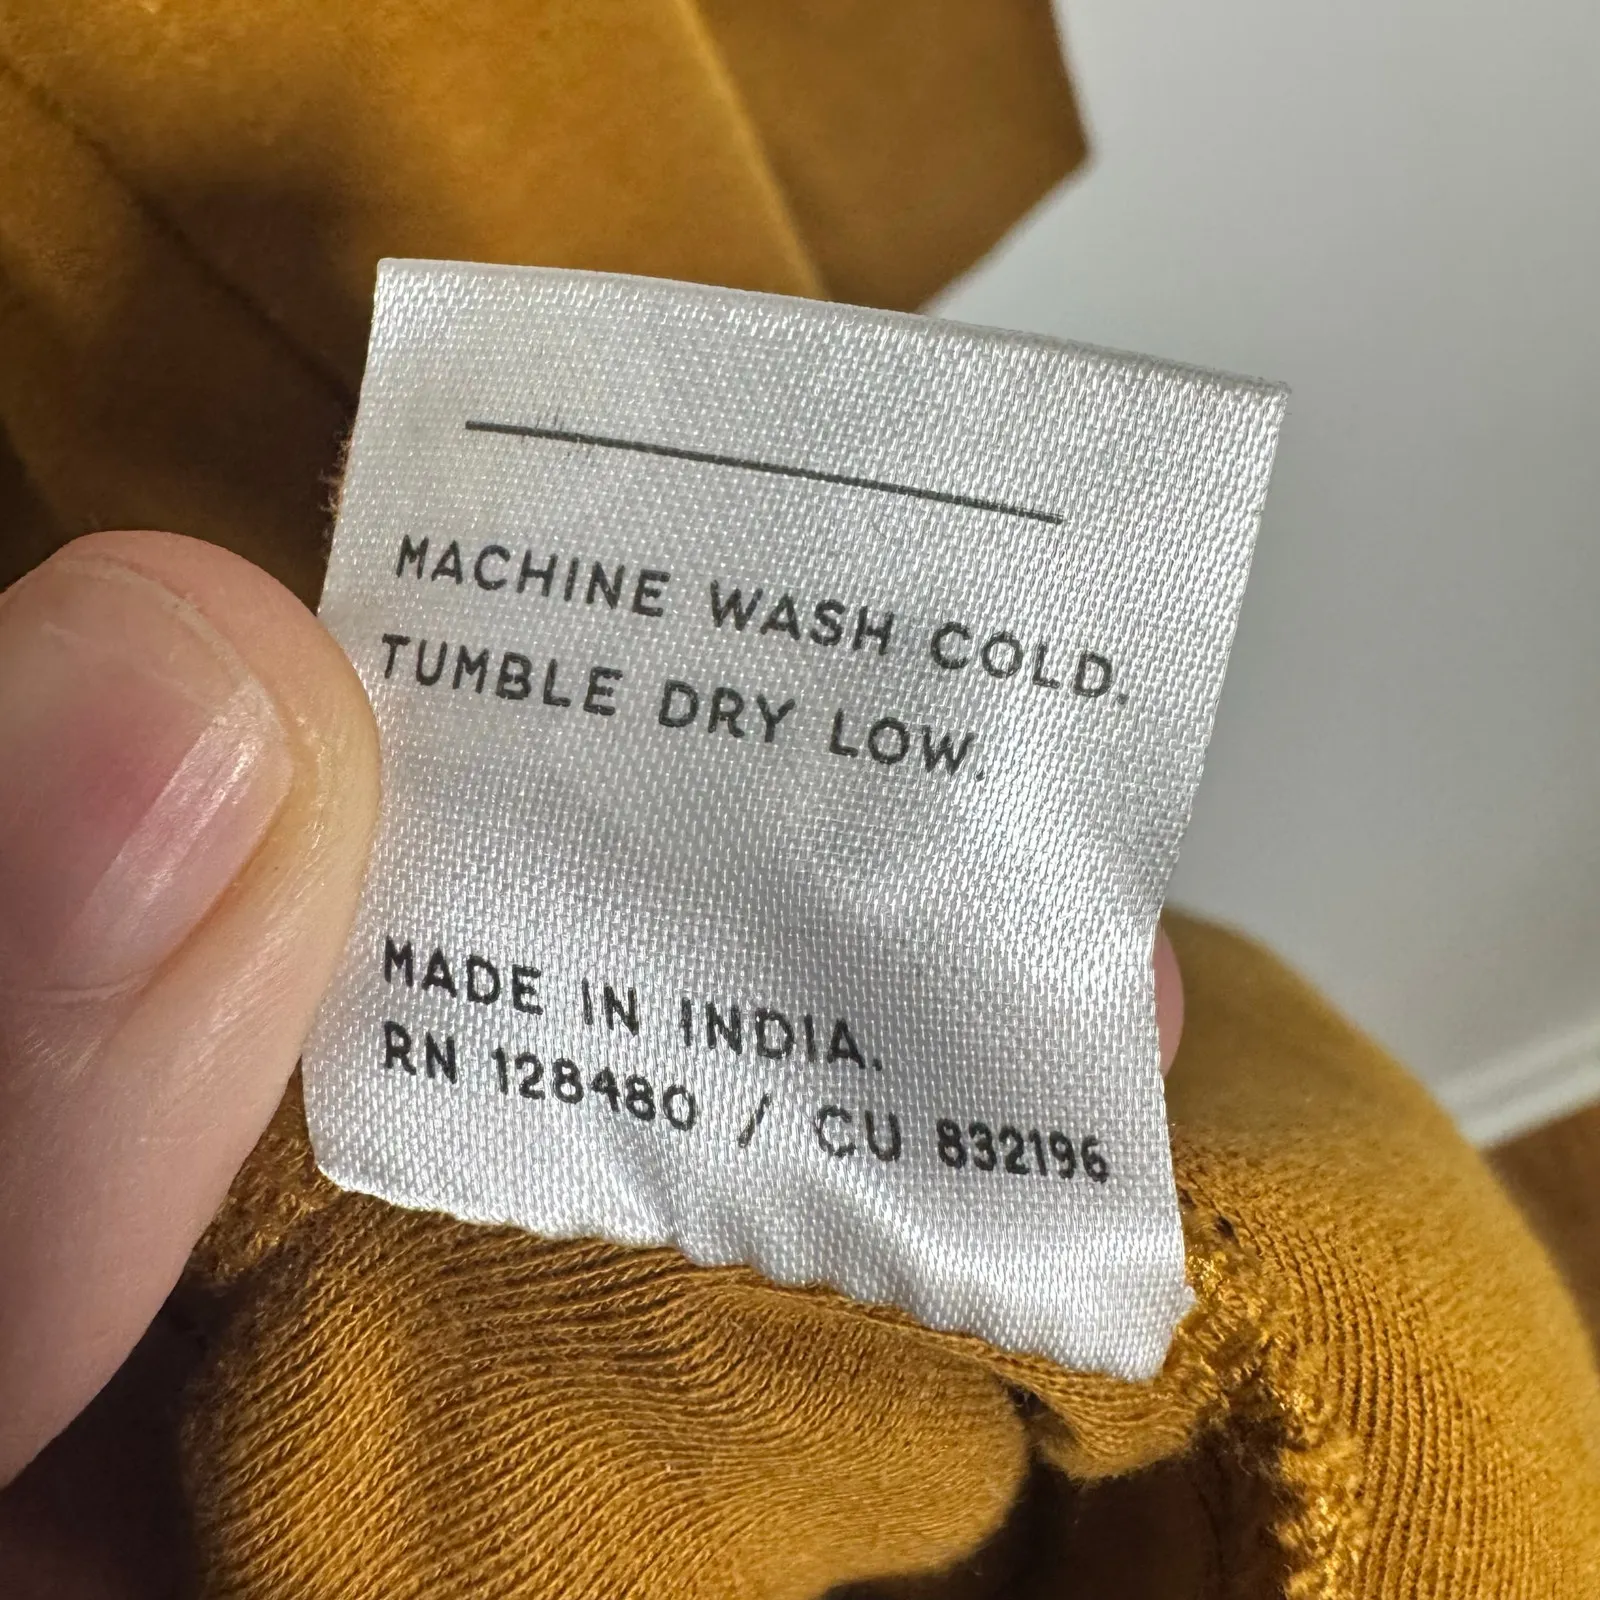 MACHINE WASH COLD.
TUMBLE DRY LOW.
MADE IN INDIA.
RN 128480 / CU 832196